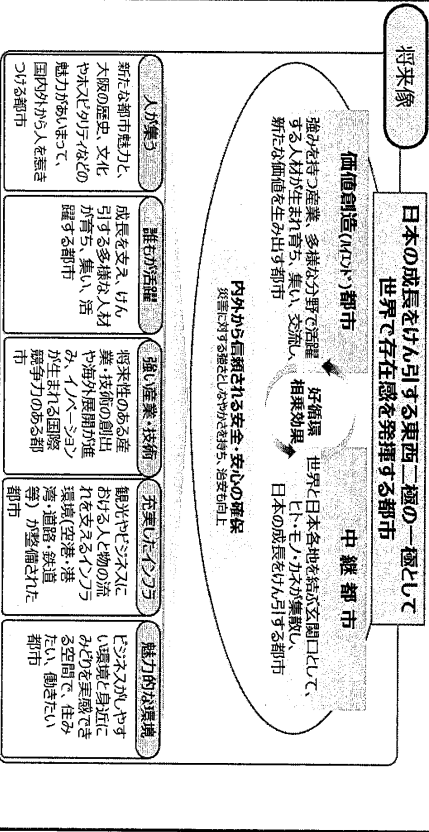 将来像
日本の成長をけん引する東西二極の一極として
世界で存在感を発揮する都市
価値創造(ハイエンド)都市
強みを持つ産業、多様な分野で活躍
する人材が生まれ育ち、集い、交流し、
新たな価値を生み出す都市
好循環
相乗効果
中継都市
世界と日本各地を結ぶ玄関口として、
ヒト・モノ・カネが集散し、
日本の成長をけん引する都市
内外から信頼される安全・安心の確保
災害に対する強さとしなやかさを持ち、治安も向上
人が集う
新たな都市魅力と、
大阪の歴史、文化
やホスピタリティなどの
魅力があいまって、
国内外から人を惹き
つける都市
誰もが活躍
成長を支え、けん
引する多様な人材
が育ち、集い、活
躍する都市
強い産業・技術
将来性のある産
業・技術の創出
や海外展開が進
み、イノベーション
が生まれる国際
競争力のある都
市
充実したインフラ
観光やビジネスに
おける人と物の流
れを支えるインフラ
環境(空港・港
湾・道路・鉄道
等)が整備された
都市
魅力的な環境
ビジネスがしやす
い環境と身近に
みどりを実感でき
る空間で、住み
たい、働きたい
都市